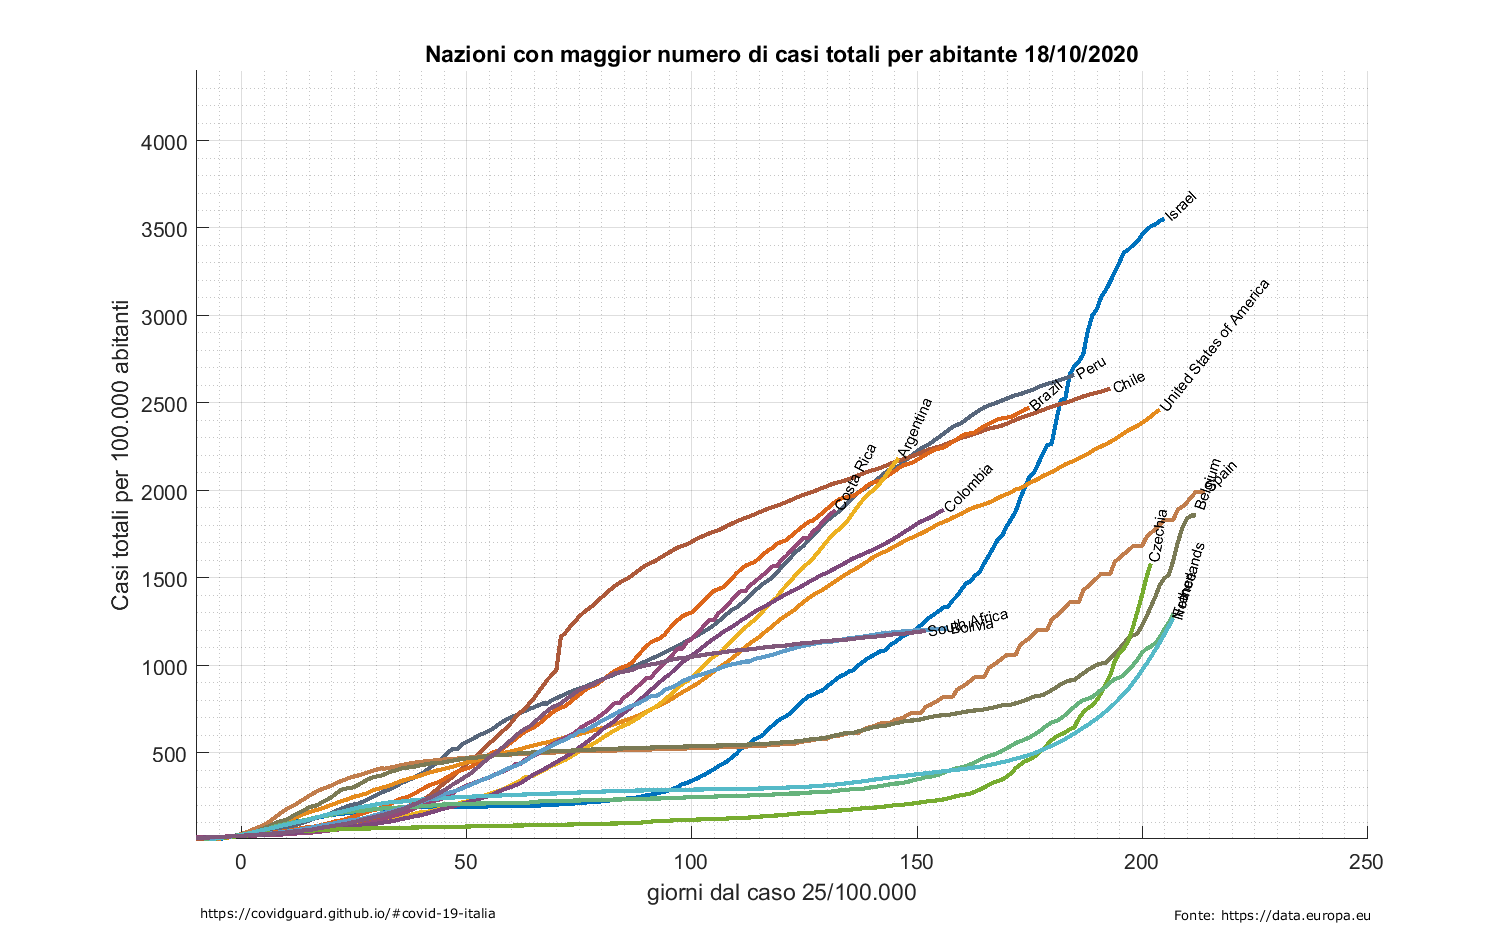 Nazioni con maggior numero di casi totali per abitante 18/10/2020
Casi totali per 100.000 abitanti
4000
3500
3000
2500
2000
1500
1000
500
Israel
United States of America
Peru
Chile
Brazil
Argentina
Costa Rica
Colombia
Spain
Belgium
Czechia
France
Netherlands
South Africa
Bolivia
0
50
100
150
200
250
giorni dal caso 25/100.000
https://covidguard.github.io/#covid-19-italia
Fonte: https://data.europa.eu